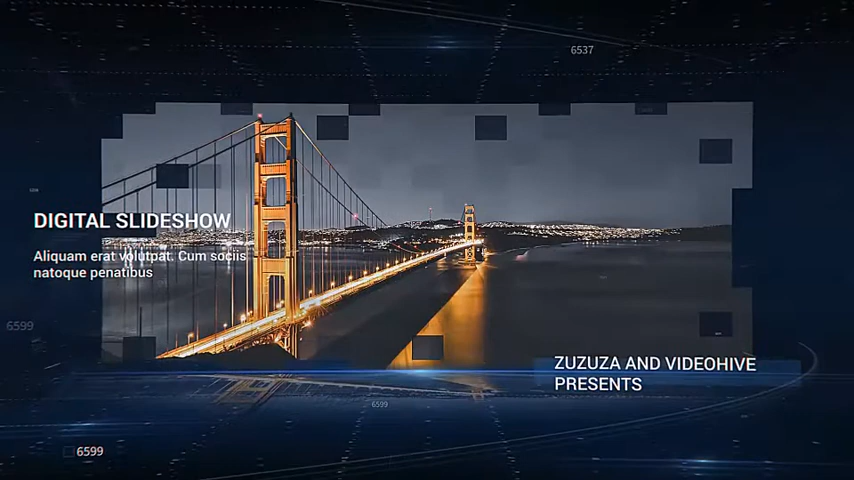 6537
DIGITAL SLIDESHOW
Aliquam erat volutpat. Cum sociis
natoque penatibus
6599
ZUZUZA AND VIDEOHIVE
PRESENTS
6599
6599